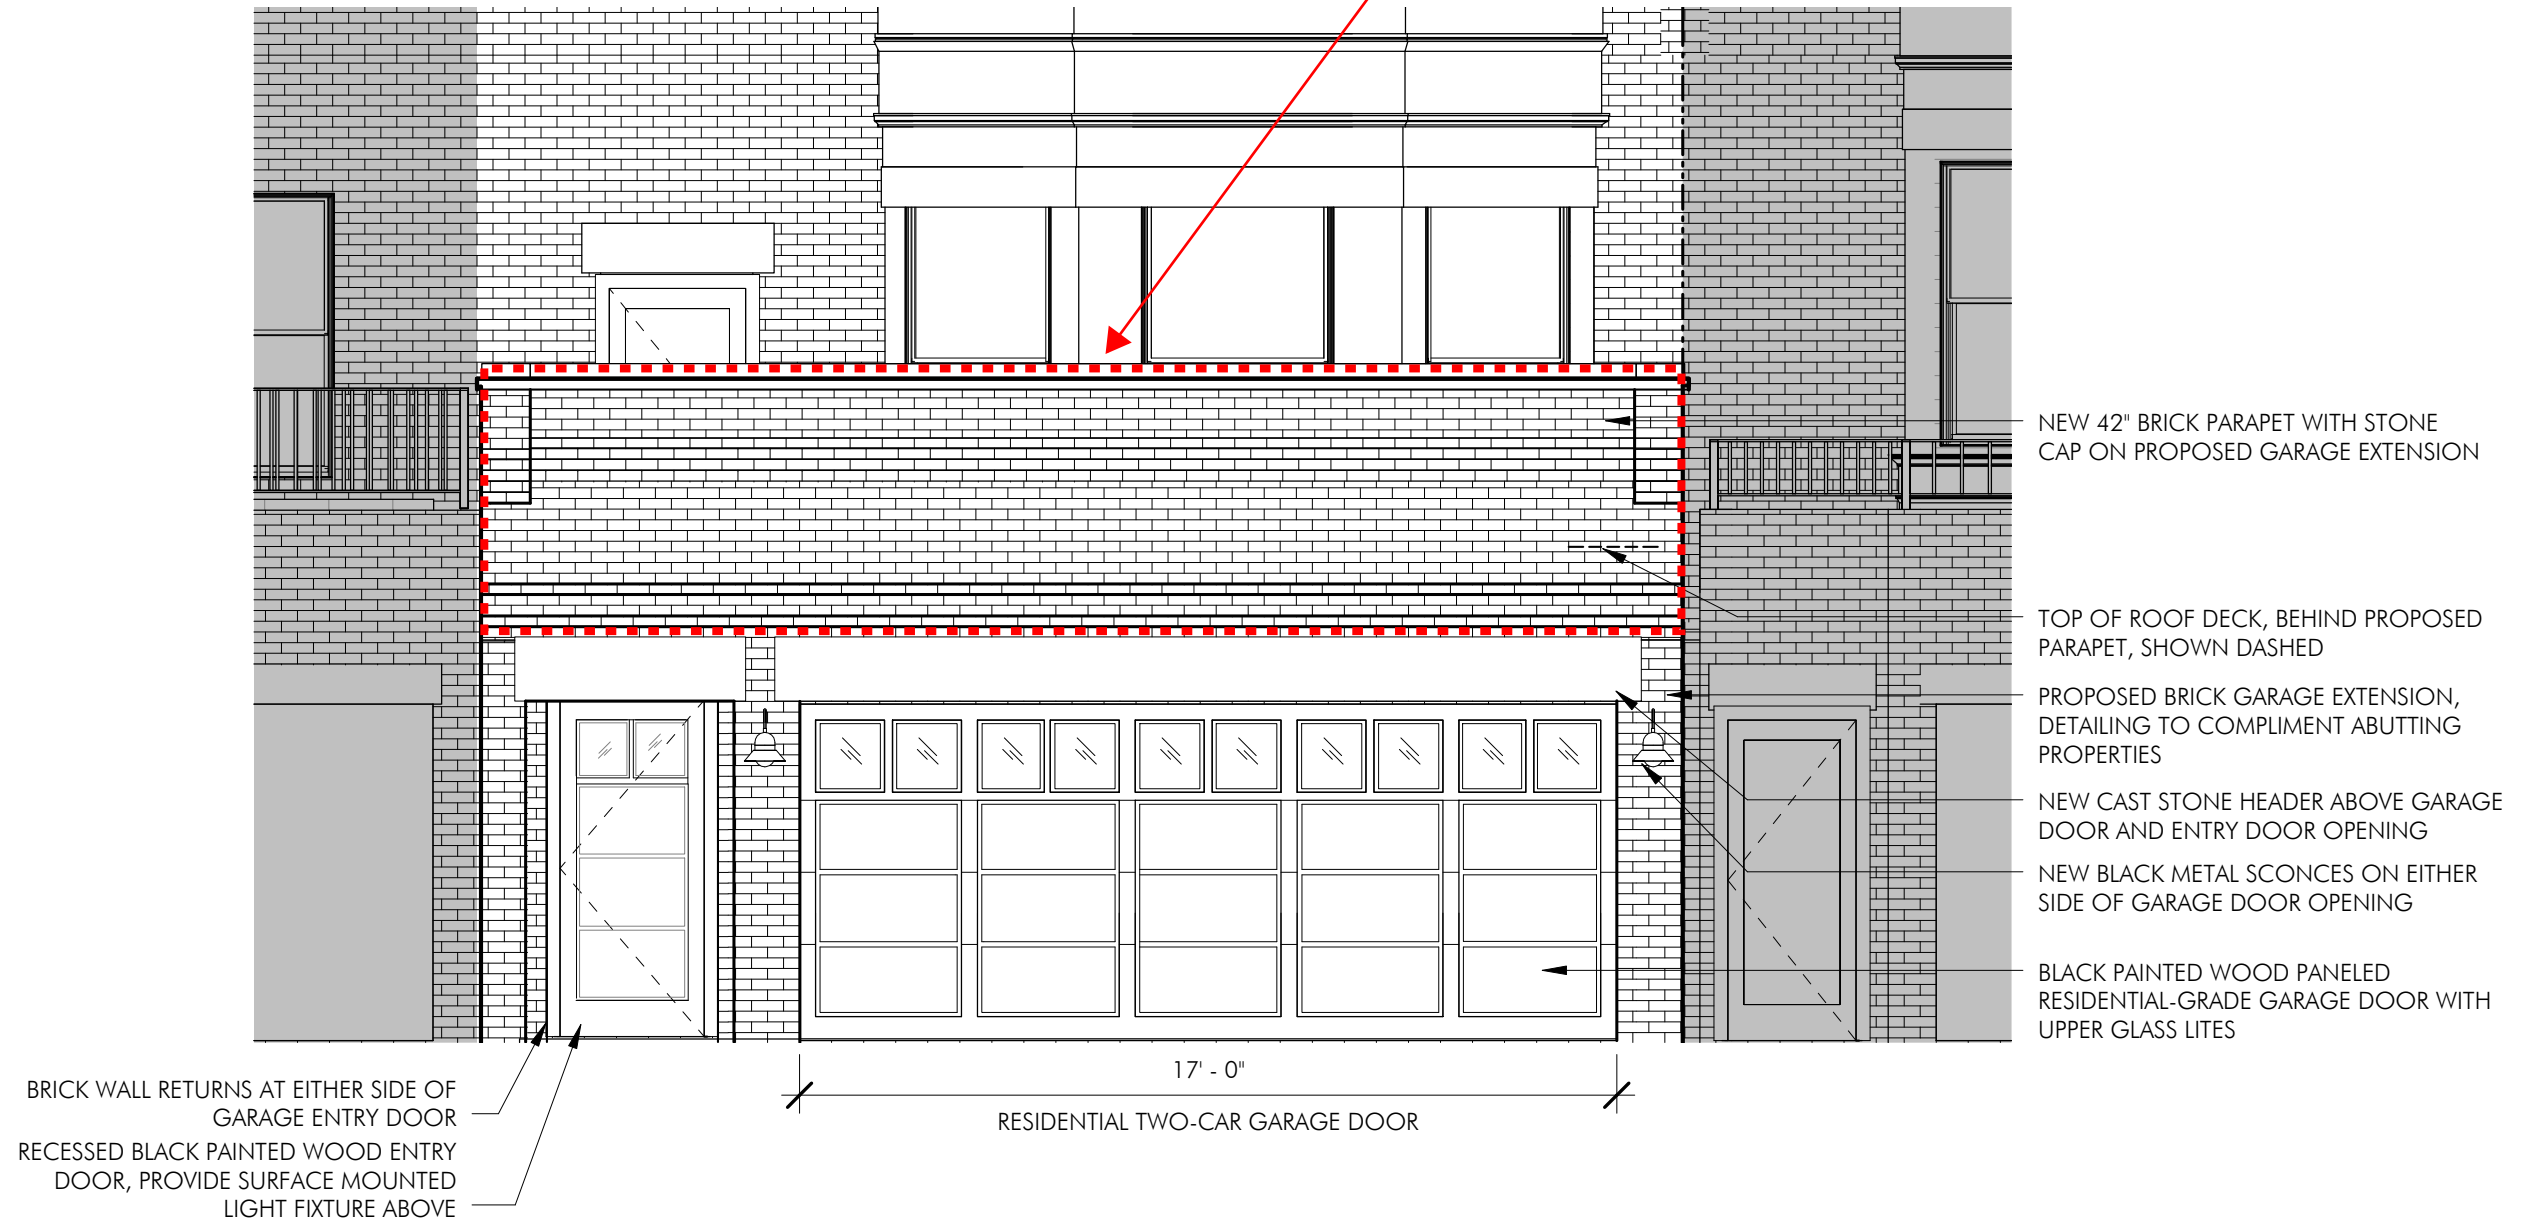 NEW 42" BRICK PARAPET WITH STONE
CAP ON PROPOSED GARAGE EXTENSION
TOP OF ROOF DECK, BEHIND PROPOSED
PARAPET, SHOWN DASHED
PROPOSED BRICK GARAGE EXTENSION,
DETAILING TO COMPLIMENT ABUTTING
PROPERTIES
NEW CAST STONE HEADER ABOVE GARAGE
DOOR AND ENTRY DOOR OPENING
NEW BLACK METAL SCONCES ON EITHER
SIDE OF GARAGE DOOR OPENING
BLACK PAINTED WOOD PANELED
RESIDENTIAL-GRADE GARAGE DOOR WITH
UPPER GLASS LITES
17' - 0"
RESIDENTIAL TWO-CAR GARAGE DOOR
BRICK WALL RETURNS AT EITHER SIDE OF
GARAGE ENTRY DOOR
RECESSED BLACK PAINTED WOOD ENTRY
DOOR, PROVIDE SURFACE MOUNTED
LIGHT FIXTURE ABOVE